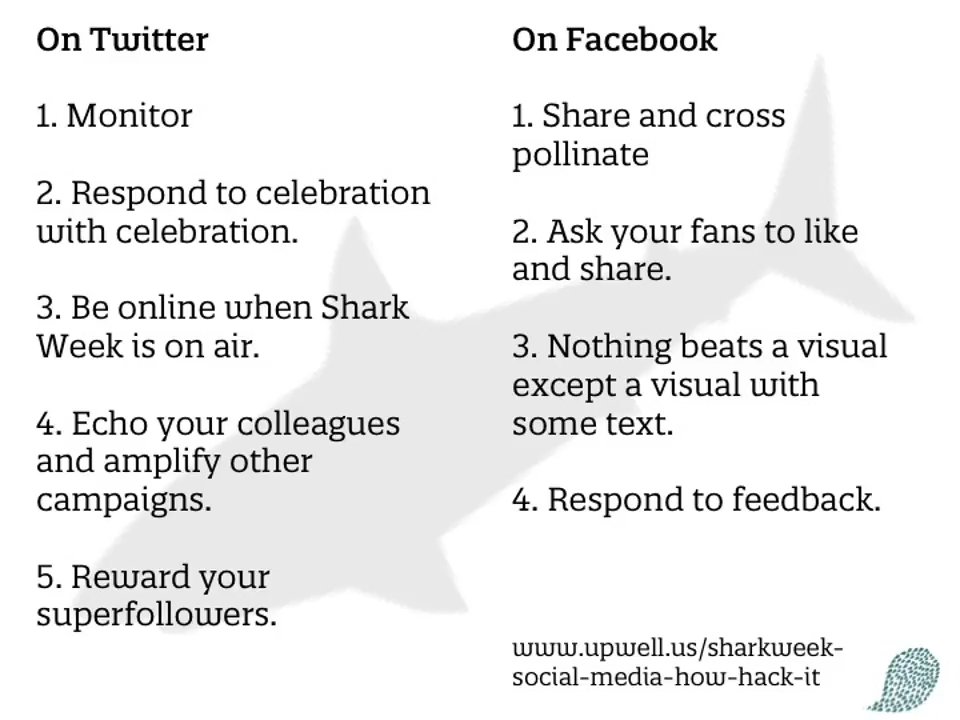 On Twitter
1. Monitor
2. Respond to celebration
with celebration.
3. Be online when Shark
Week is on air.
4. Echo your colleagues
and amplify other
campaigns.
5. Reward your
superfollowers.
On Facebook
1. Share and cross
pollinate
2. Ask your fans to like
and share.
3. Nothing beats a visual
except a visual with
some text.
4. Respond to feedback.
www.upwell.us/sharkweek-
social-media-how-hack-it